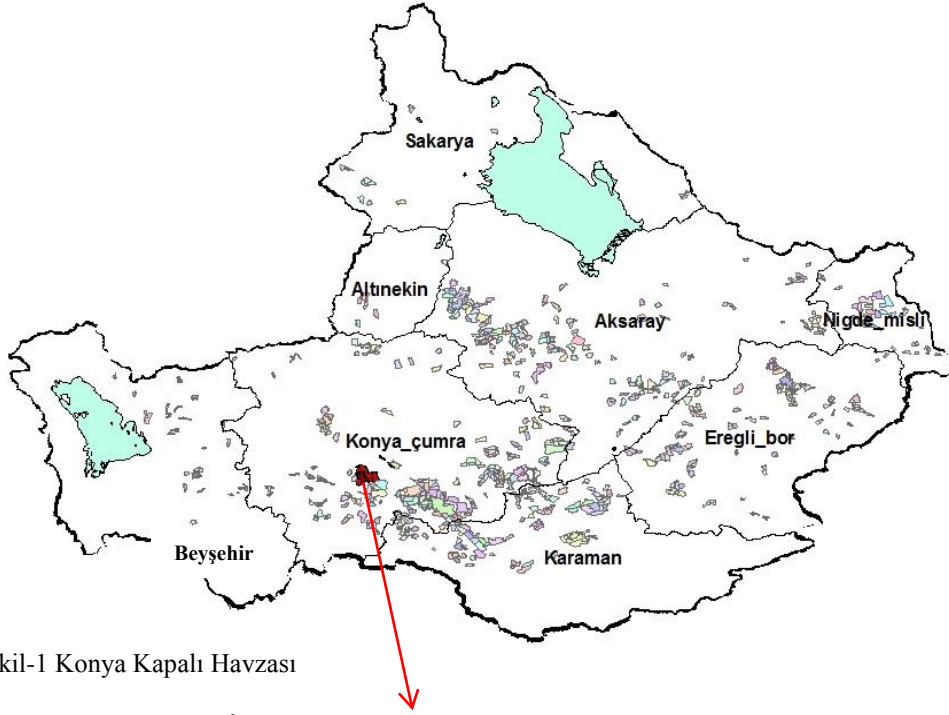 Sakarya
Altınekin
Aksaray
Nigde_misli
Konya_çumra
Eregli_bor
Beyşehir
Karaman
kil-1 Konya Kapalı Havzası